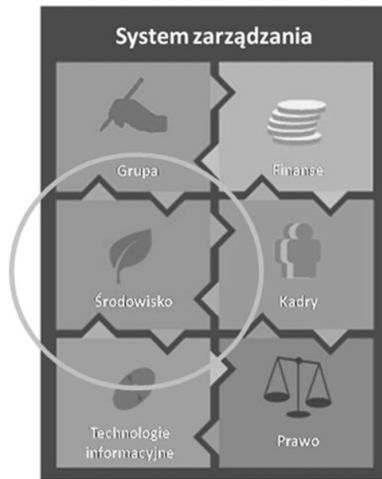 System zarządzania
Grupa
Finanse
Środowisko
Kadry
Technologie
informacyjne
Prawo